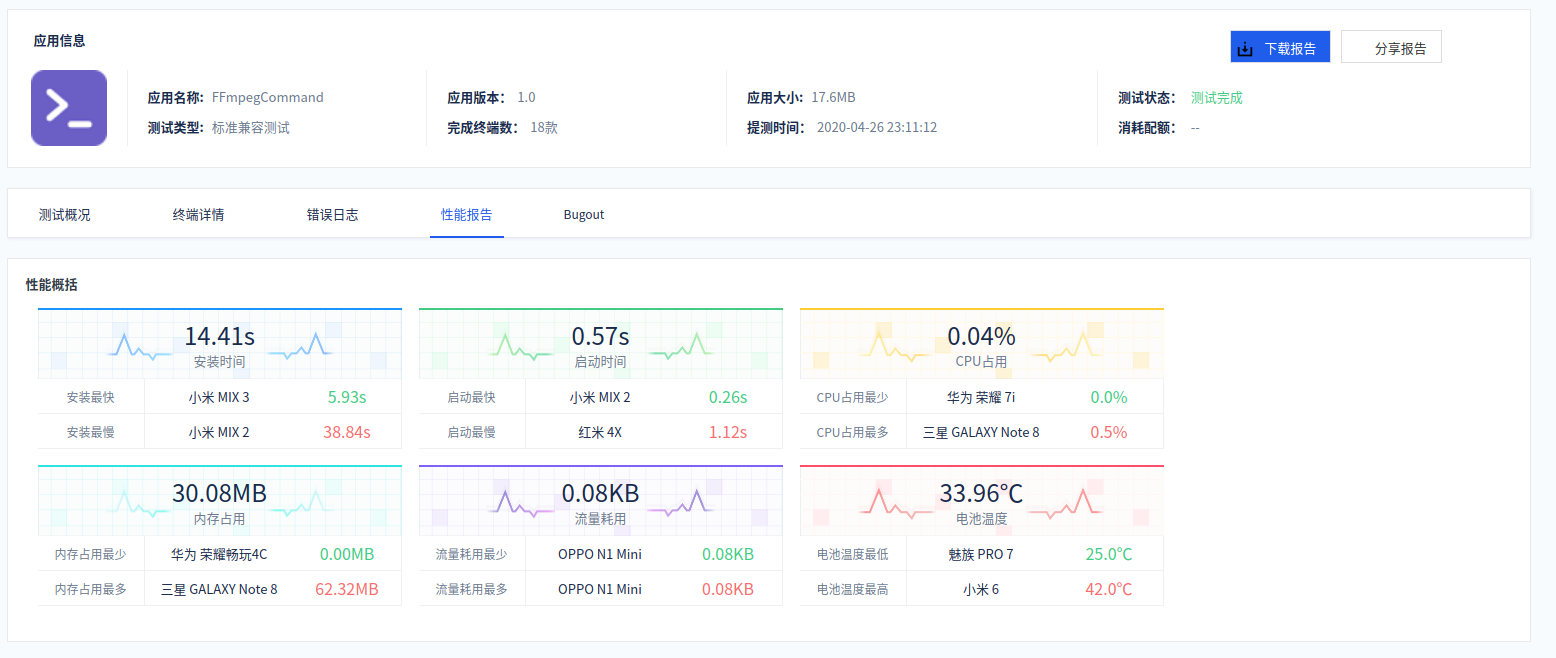 应用信息
下载报告 分享报告
应用名称: FFmpegCommand 应用版本: 1.0 应用大小: 17.6MB 测试状态: 测试完成
测试类型: 标准兼容测试 完成终端数: 18款 提测时间: 2020-04-26 23:11:12 消耗配额: --
测试概况 终端详情 错误日志 性能报告 Bugout
性能概括
14.41s 0.57s 0.04%
安装时间 启动时间 CPU占用
安装最快 小米 MIX 3 5.93s 启动最快 小米 MIX 2 0.26s CPU占用最少 华为 荣耀 7i 0.0%
安装最慢 小米 MIX 2 38.84s 启动最慢 红米 4X 1.12s CPU占用最多 三星 GALAXY Note 8 0.5%
30.08MB 0.08KB 33.96℃
内存占用 流量耗用 电池温度
内存占用最少 华为 荣耀畅玩4C 0.00MB 流量耗用最少 OPPO N1 Mini 0.08KB 电池温度最低 魅族 PRO 7 25.0℃
内存占用最多 三星 GALAXY Note 8 62.32MB 流量耗用最多 OPPO N1 Mini 0.08KB 电池温度最高 小米 6 42.0℃